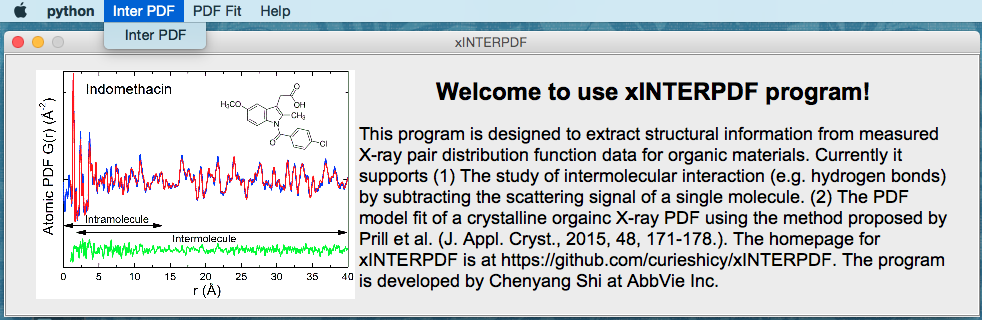 python Inter PDF PDF Fit Help
Inter PDF
xINTERPDF
Indomethacin
MeO
O
OH
CH3
N
O
Cl
Atomic PDF G(r) (Å-2)
Intramolecule
Intermolecule
0 5 10 15 20 25 30 35 40
r (Å)
Welcome to use xINTERPDF program!
This program is designed to extract structural information from measured
X-ray pair distribution function data for organic materials. Currently it
supports (1) The study of intermolecular interaction (e.g. hydrogen bonds)
by subtracting the scattering signal of a single molecule. (2) The PDF
model fit of a crystalline orgainc X-ray PDF using the method proposed by
Prill et al. (J. Appl. Cryst., 2015, 48, 171-178.). The homepage for
xINTERPDF is at https://github.com/curieshicy/xINTERPDF. The program
is developed by Chenyang Shi at AbbVie Inc.